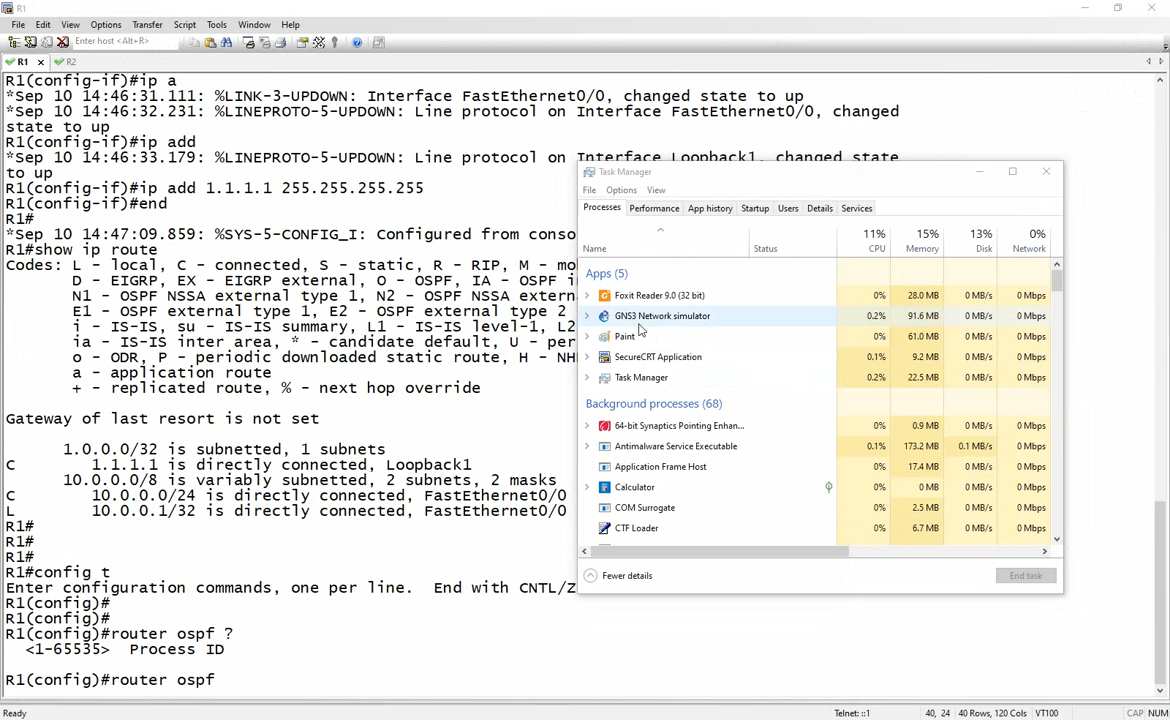 R1
File Edit View Options Transfer Script Tools Window Help
Enter host <Alt+R>
R1 × R2
R1(config-if)#ip a
*Sep 10 14:46:31.111: %LINK-3-UPDOWN: Interface FastEthernet0/0, changed state to up
*Sep 10 14:46:32.231: %LINEPROTO-5-UPDOWN: Line protocol on Interface FastEthernet0/0, changed
state to up
R1(config-if)#ip add
*Sep 10 14:46:33.179: %LINEPROTO-5-UPDOWN: Line protocol on Interface Loopback1, changed state
to up
R1(config-if)#ip add 1.1.1.1 255.255.255.255
R1(config-if)#end
R1#
*Sep 10 14:47:09.859: %SYS-5-CONFIG_I: Configured from conso
R1#show ip route
Codes: L - local, C - connected, S - static, R - RIP, M - mo
D - EIGRP, EX - EIGRP external, O - OSPF, IA - OSPF i
N1 - OSPF NSSA external type 1, N2 - OSPF NSSA extern
E1 - OSPF external type 1, E2 - OSPF external type 2
i - IS-IS, su - IS-IS summary, L1 - IS-IS level-1, L2
ia - IS-IS inter area, * - candidate default, U - per
o - ODR, P - periodic downloaded static route, H - NH
a - application route
+ - replicated route, % - next hop override
Gateway of last resort is not set
1.0.0.0/32 is subnetted, 1 subnets
C 1.1.1.1 is directly connected, Loopback1
10.0.0.0/8 is variably subnetted, 2 subnets, 2 masks
C 10.0.0.0/24 is directly connected, FastEthernet0/0
L 10.0.0.1/32 is directly connected, FastEthernet0/0
R1#
R1#
R1#
R1#config t
Enter configuration commands, one per line. End with CNTL/Z
R1(config)#
R1(config)#
R1(config)#router ospf ?
<1-65535> Process ID
R1(config)#router ospf
Task Manager
File Options View
Processes Performance App history Startup Users Details Services
11% 15% 13% 0%
Name Status CPU Memory Disk Network
Apps (5)
Foxit Reader 9.0 (32 bit) 0% 28.0 MB 0 MB/s 0 Mbps
GNS3 Network simulator 0.2% 91.6 MB 0 MB/s 0 Mbps
Paint 0% 61.0 MB 0 MB/s 0 Mbps
SecureCRT Application 0.1% 9.2 MB 0 MB/s 0 Mbps
Task Manager 0.2% 22.5 MB 0 MB/s 0 Mbps
Background processes (68)
64-bit Synaptics Pointing Enhan... 0% 0.9 MB 0 MB/s 0 Mbps
Antimalware Service Executable 0.1% 173.2 MB 0.1 MB/s 0 Mbps
Application Frame Host 0% 17.4 MB 0 MB/s 0 Mbps
Calculator 0% 0 MB 0 MB/s 0 Mbps
COM Surrogate 0% 2.5 MB 0 MB/s 0 Mbps
CTF Loader 0% 6.7 MB 0 MB/s 0 Mbps
Fewer details End task
Ready Telnet: ::1 40, 24 40 Rows, 120 Cols VT100 CAP NUM